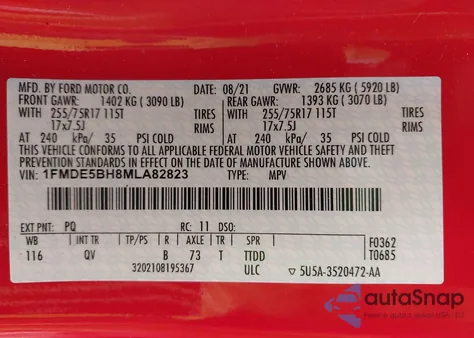 MFD. BY FORD MOTOR CO. DATE: 08/21 GVWR: 2685 KG ( 5920 LB)
FRONT GAWR: 1402 KG ( 3090 LB) REAR GAWR: 1393 KG ( 3070 LB)
WITH 255/75R17 115T TIRES WITH 255/75R17 115T TIRES
17x7.5J RIMS 17x7.5J RIMS
AT 240 kPa/ 35 PSI COLD AT 240 kPa/ 35 PSI COLD
THIS VEHICLE CONFORMS TO ALL APPLICABLE FEDERAL MOTOR VEHICLE SAFETY AND THEFT
PREVENTION STANDARDS IN EFFECT ON THE DATE OF MANUFACTURE SHOWN ABOVE.
VIN: 1FMDE5BH8MLA82823 TYPE: MPV
EXT PNT: PQ RC: 11 DSO:
WB INT TR TP/PS R AXLE TR SPR F0362
116 QV B 73 T TTDD T0685
3202108195367 ULC ▽ 5U5A-3520472-AA
autoSnap